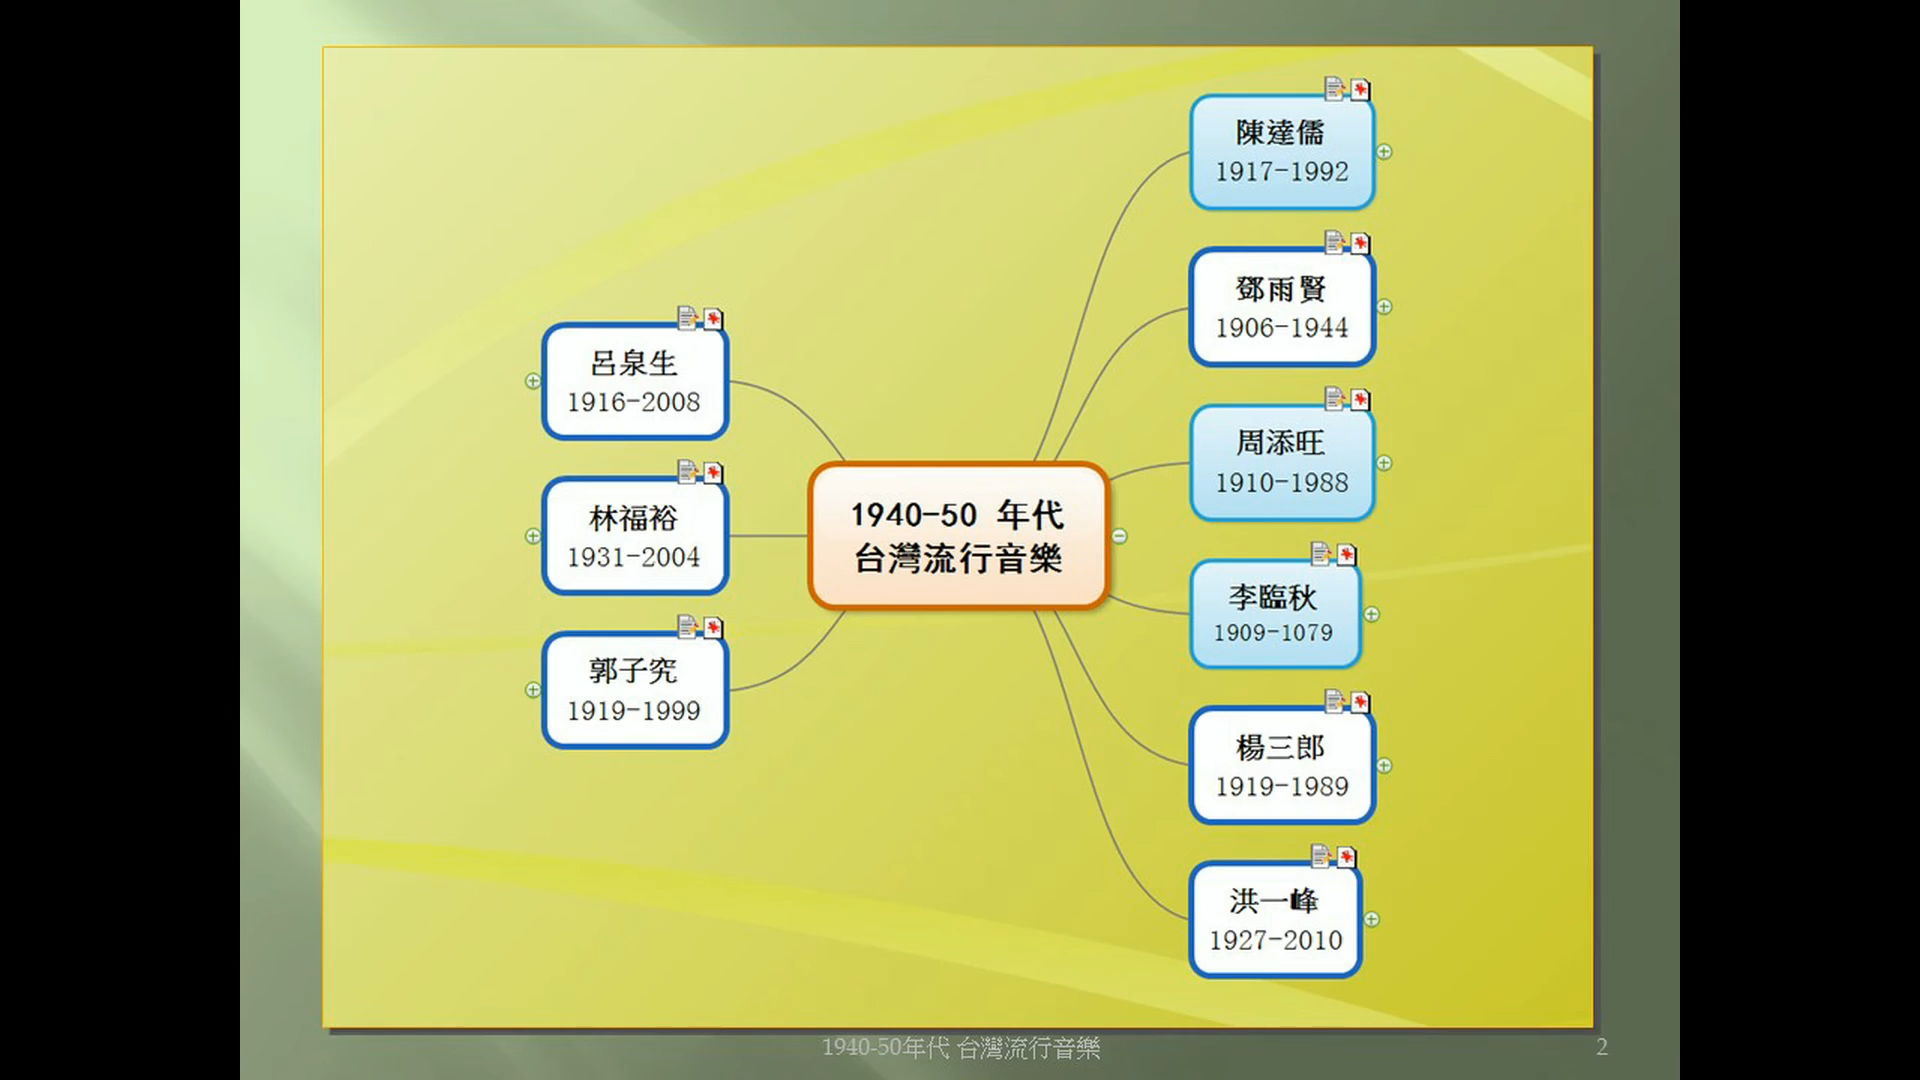 陳達儒
1917-1992
鄧雨賢
1906-1944
呂泉生
1916-2008
周添旺
1910-1988
林福裕
1931-2004
1940-50 年代
台灣流行音樂
李臨秋
1909-1079
郭子究
1919-1999
楊三郎
1919-1989
洪一峰
1927-2010
1940-50年代 台灣流行音樂
2